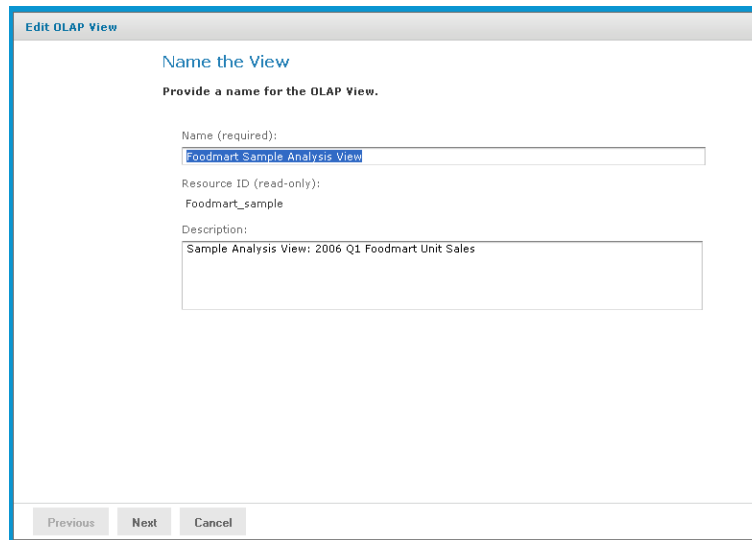 Edit OLAP View
Name the View
Provide a name for the OLAP View.
Name (required):
Foodmart Sample Analysis View
Resource ID (read-only):
Foodmart_sample
Description:
Sample Analysis View: 2006 Q1 Foodmart Unit Sales
Previous Next Cancel